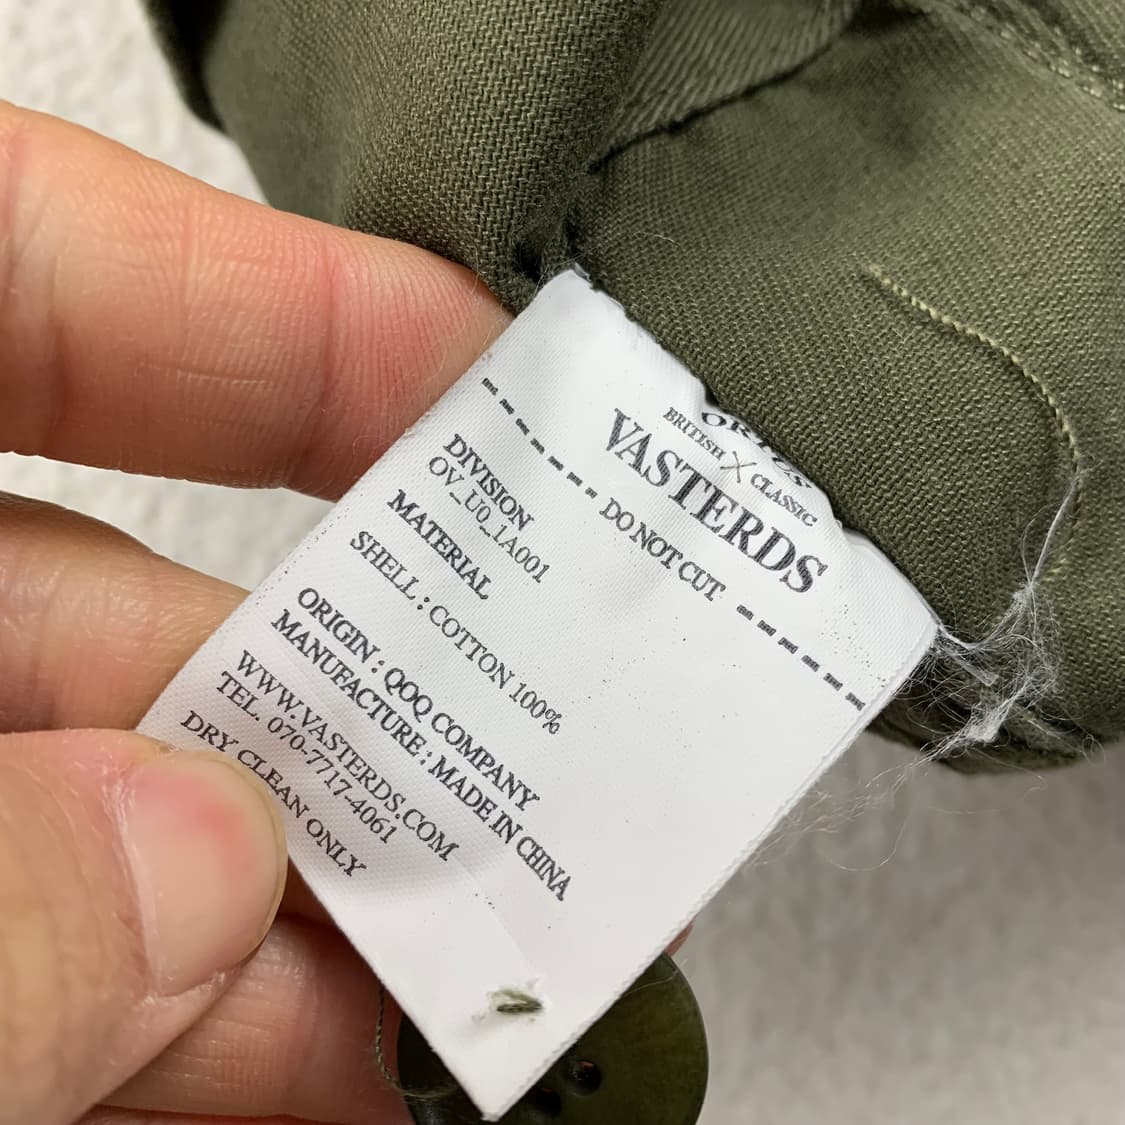 BRITISH X CLASSIC
VASTERDS
DO NOT CUT
DIVISION
OV_U0_1A001
MATERIAL
SHELL : COTTON 100%
ORIGIN : QOQ COMPANY
MANUFACTURE : MADE IN CHINA
WWW.VASTERDS.COM
TEL. 070-7717-4061
DRY CLEAN ONLY